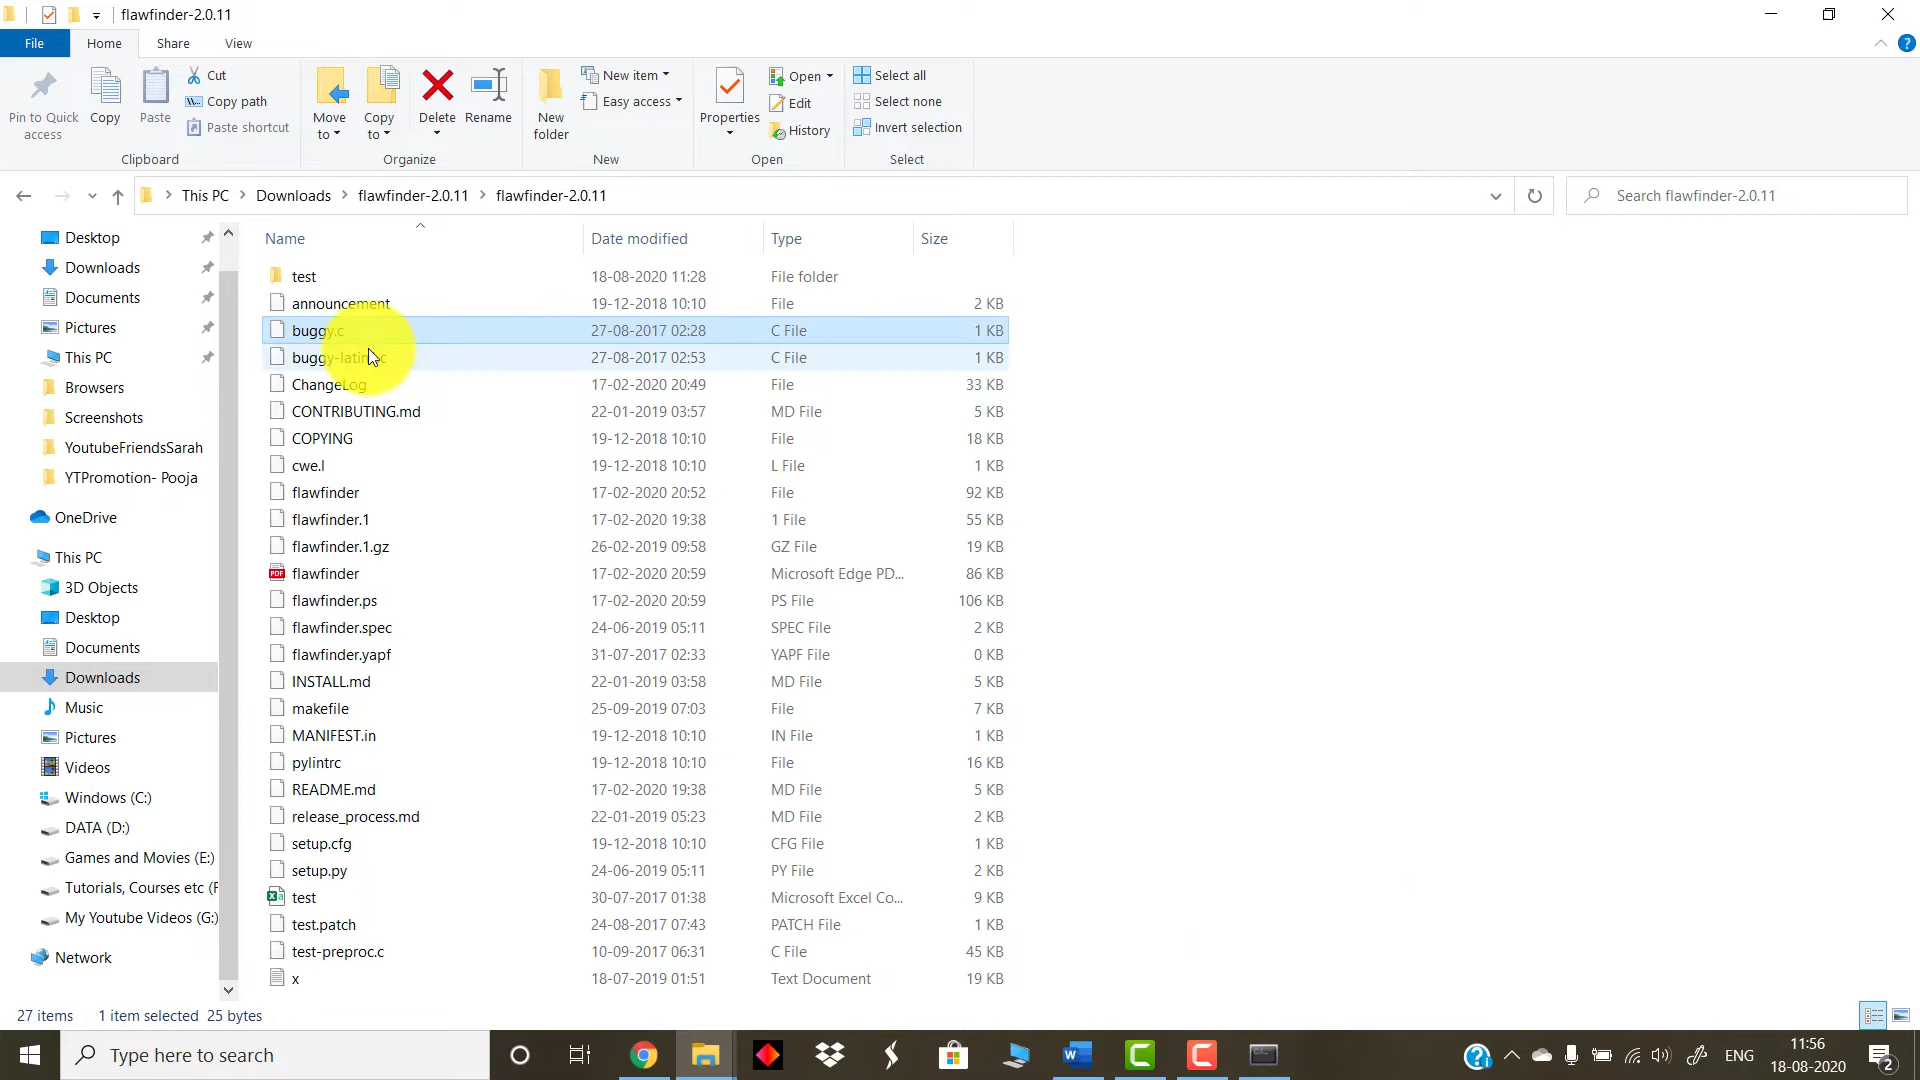 flawfinder-2.0.11
File Home Share View
Pin to Quick access
Copy
Paste
Cut
Copy path
Paste shortcut
Clipboard
Move to
Copy to
Delete
Rename
Organize
New folder
New item
Easy access
New
Properties
Open
Edit
History
Open
Select all
Select none
Invert selection
Select
This PC Downloads flawfinder-2.0.11 flawfinder-2.0.11
Search flawfinder-2.0.11
Desktop
Downloads
Documents
Pictures
This PC
Browsers
Screenshots
YoutubeFriendsSarah
YTPromotion- Pooja
OneDrive
This PC
3D Objects
Desktop
Documents
Downloads
Music
Pictures
Videos
Windows (C:)
DATA (D:)
Games and Movies (E:)
Tutorials, Courses etc (F
My Youtube Videos (G:)
Network
Name Date modified Type Size
test 18-08-2020 11:28 File folder
announcement 19-12-2018 10:10 File 2 KB
buggy.c 27-08-2017 02:28 C File 1 KB
27-08-2017 02:53 C File 1 KB
ChangeLog 17-02-2020 20:49 File 33 KB
CONTRIBUTING.md 22-01-2019 03:57 MD File 5 KB
COPYING 19-12-2018 10:10 File 18 KB
cwe.l 19-12-2018 10:10 L File 1 KB
flawfinder 17-02-2020 20:52 File 92 KB
flawfinder.1 17-02-2020 19:38 1 File 55 KB
flawfinder.1.gz 26-02-2019 09:58 GZ File 19 KB
flawfinder 17-02-2020 20:59 Microsoft Edge PD... 86 KB
flawfinder.ps 17-02-2020 20:59 PS File 106 KB
flawfinder.spec 24-06-2019 05:11 SPEC File 2 KB
flawfinder.yapf 31-07-2017 02:33 YAPF File 0 KB
INSTALL.md 22-01-2019 03:58 MD File 5 KB
makefile 25-09-2019 07:03 File 7 KB
MANIFEST.in 19-12-2018 10:10 IN File 1 KB
pylintrc 19-12-2018 10:10 File 16 KB
README.md 17-02-2020 19:38 MD File 5 KB
release_process.md 22-01-2019 05:23 MD File 2 KB
setup.cfg 19-12-2018 10:10 CFG File 1 KB
setup.py 24-06-2019 05:11 PY File 2 KB
test 30-07-2017 01:38 Microsoft Excel Co... 9 KB
test.patch 24-08-2017 07:43 PATCH File 1 KB
test-preproc.c 10-09-2017 06:31 C File 45 KB
x 18-07-2019 01:51 Text Document 19 KB
27 items 1 item selected 25 bytes
Type here to search
ENG
11:56
18-08-2020
2